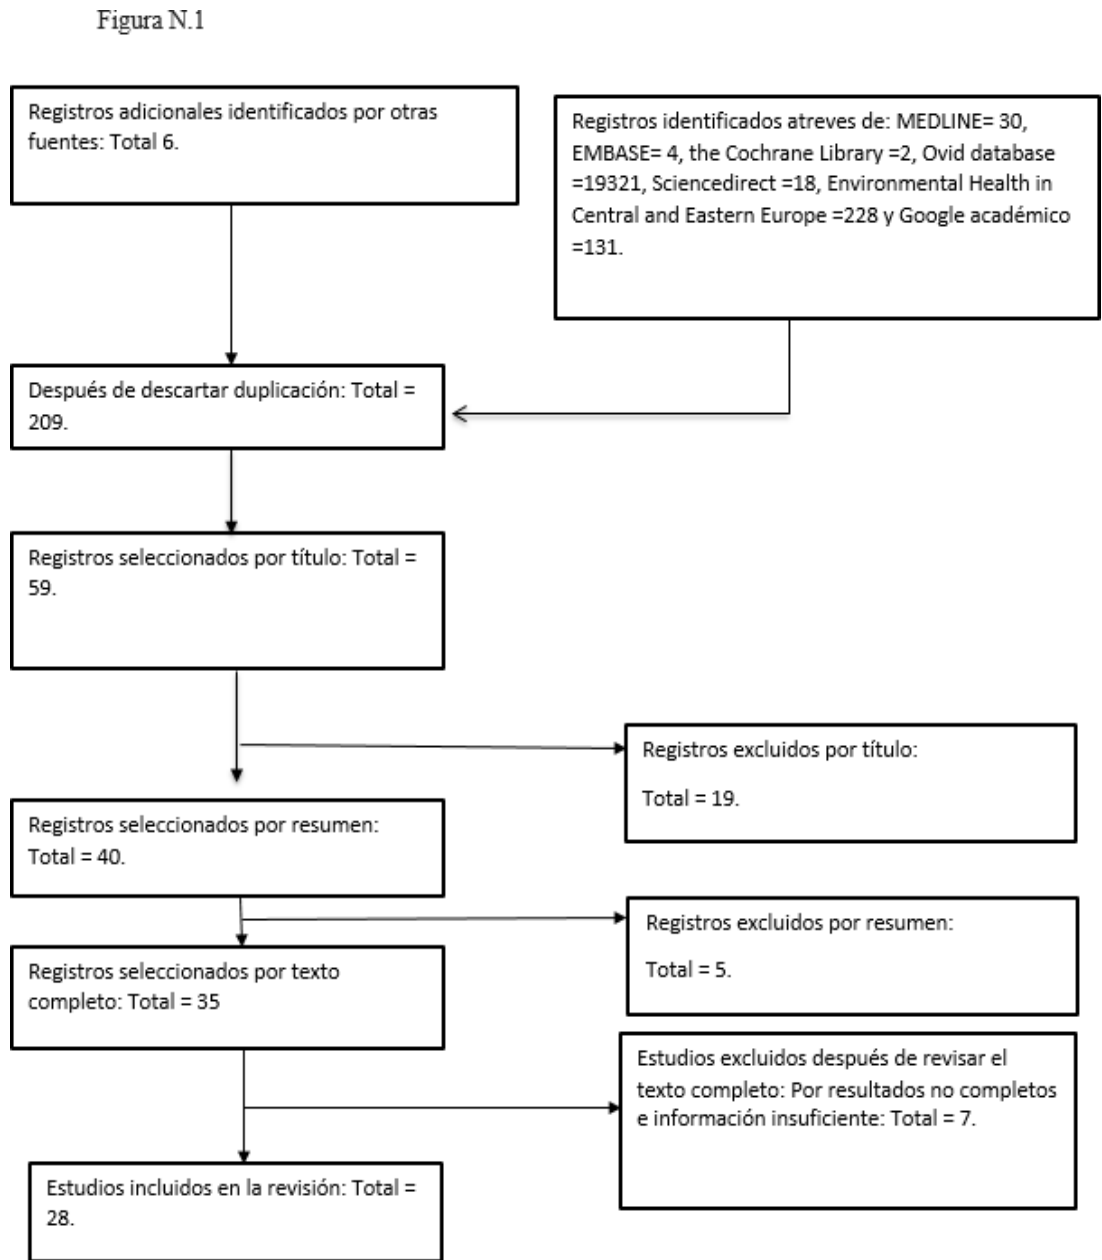 Figura N.1
Registros adicionales identificados por otras
fuentes: Total 6.
Registros identificados atreves de: MEDLINE= 30,
EMBASE= 4, the Cochrane Library =2, Ovid database
=19321, Sciencedirect =18, Environmental Health in
Central and Eastern Europe =228 y Google académico
=131.
Después de descartar duplicación: Total =
209.
Registros seleccionados por título: Total =
59.
Registros excluidos por título:
Total = 19.
Registros seleccionados por resumen:
Total = 40.
Registros excluidos por resumen:
Total = 5.
Registros seleccionados por texto
completo: Total = 35
Estudios excluidos después de revisar el
texto completo: Por resultados no completos
e información insuficiente: Total = 7.
Estudios incluidos en la revisión: Total =
28.